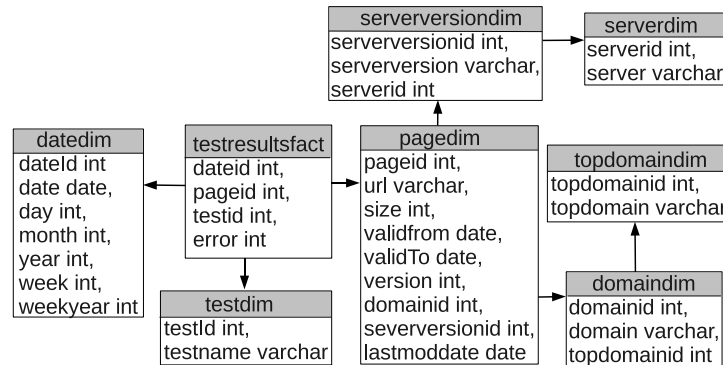 serverversiondim
serverversionid int,
serverversion varchar,
serverid int
serverdim
serverid int,
server varchar
datedim
dateId int
date date,
day int,
month int,
year int,
week int,
weekyear int
testresultsfact
dateid int,
pageid int,
testid int,
error int
pagedim
pageid int,
url varchar,
size int,
validfrom date,
validTo date,
version int,
domainid int,
severversionid int,
lastmoddate date
topdomaindim
topdomainid int,
topdomain varchar
testdim
testId int,
testname varchar
domaindim
domainid int,
domain varchar,
topdomainid int